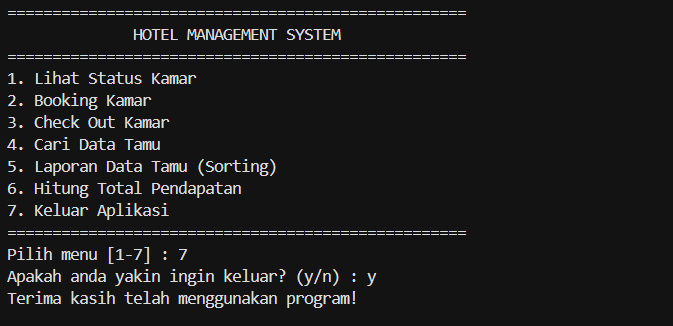 ===================================================
HOTEL MANAGEMENT SYSTEM
===================================================
1. Lihat Status Kamar
2. Booking Kamar
3. Check Out Kamar
4. Cari Data Tamu
5. Laporan Data Tamu (Sorting)
6. Hitung Total Pendapatan
7. Keluar Aplikasi
===================================================
Pilih menu [1-7] : 7
Apakah anda yakin ingin keluar? (y/n) : y
Terima kasih telah menggunakan program!